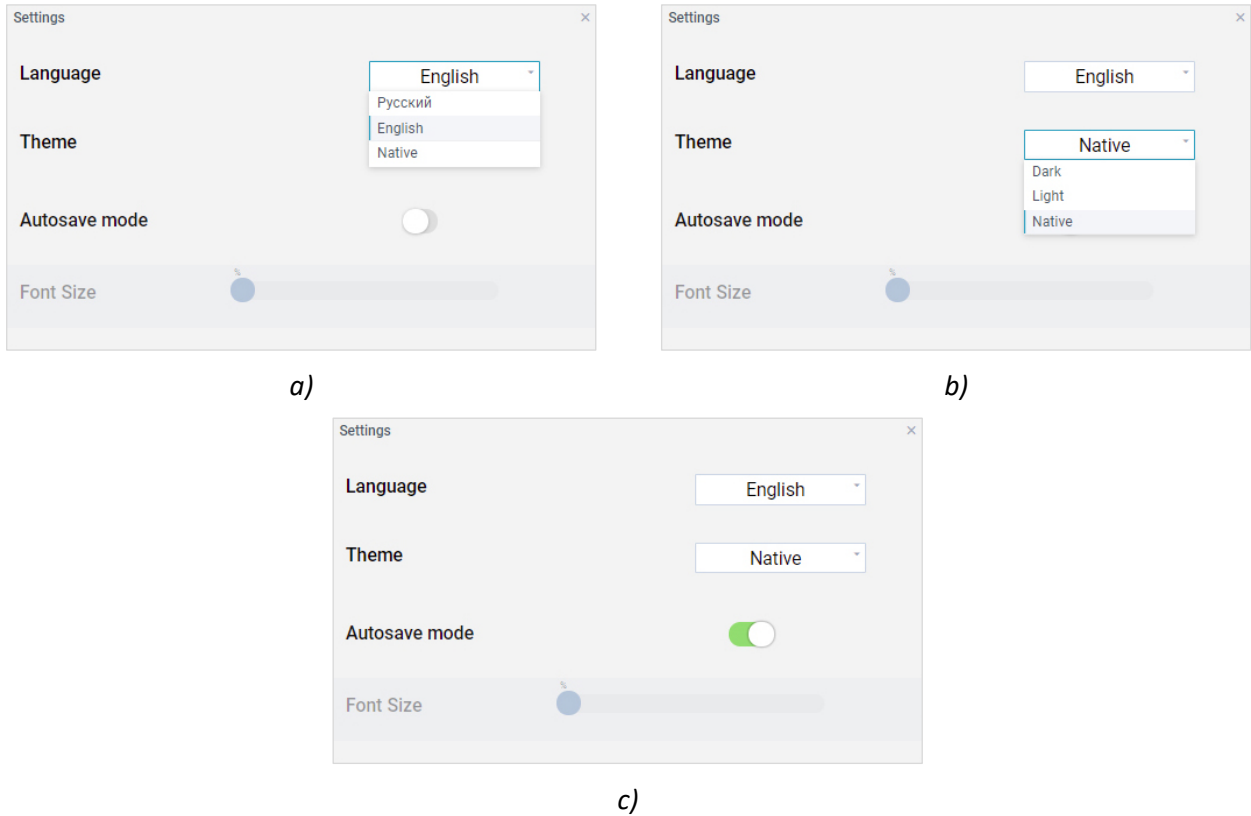 Settings ×
Language English
Русский
English
Theme
Native
Autosave mode
%
Font Size
a)
Settings ×
Language English
Theme Native
Dark
Light
Autosave mode Native
%
Font Size
b)
Settings ×
Language English
Theme Native
Autosave mode
%
Font Size
c)